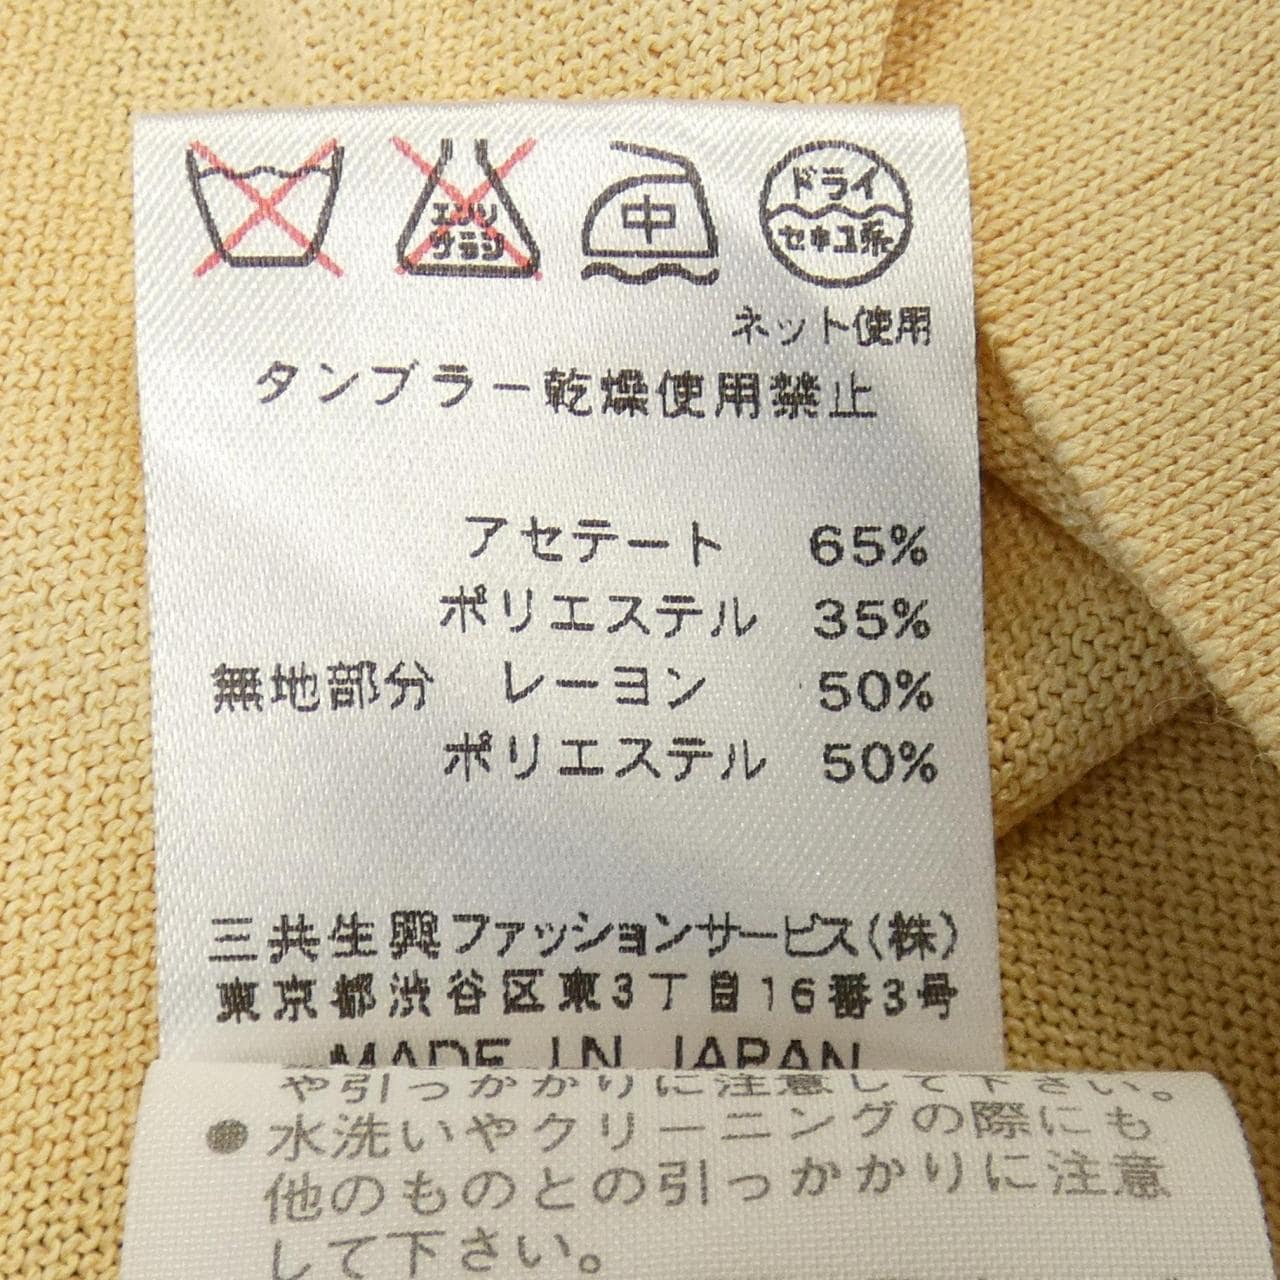 エンソ
サラシ
中
ドライ
セキユ系
ネット使用
タンブラー乾燥使用禁止
アセテート 65%
ポリエステル 35%
無地部分 レーヨン 50%
ポリエステル 50%
三共生興ファッションサービス(株)
東京都渋谷区東3丁目16番3号
MADE IN JAPAN
や引っかかりに注意して下さい。
●水洗いやクリーニングの際にも
他のものとの引っかかりに注意
して下さい。